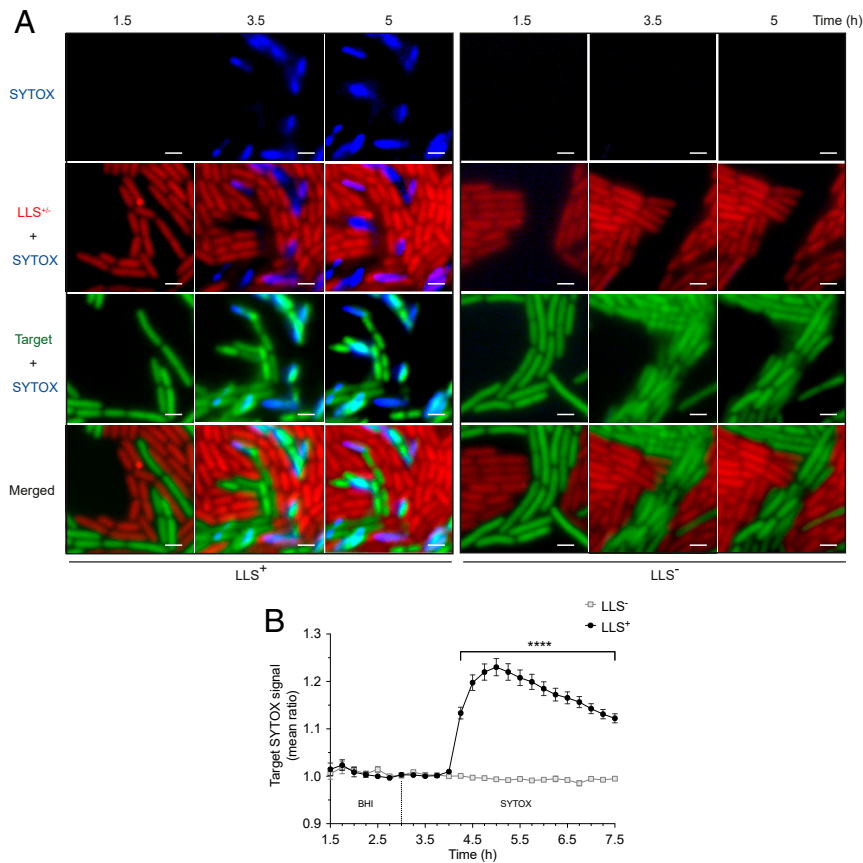 A
1.5 3.5 5 1.5 3.5 5 Time (h)
SYTOX
LLS+/-
+
SYTOX
Target
+
SYTOX
Merged
LLS+ LLS-
B
LLS-
LLS+
****
1.3
1.2
1.1
1.0
0.9
Target SYTOX signal
(mean ratio)
BHI SYTOX
1.5 2.5 3.5 4.5 5.5 6.5 7.5
Time (h)